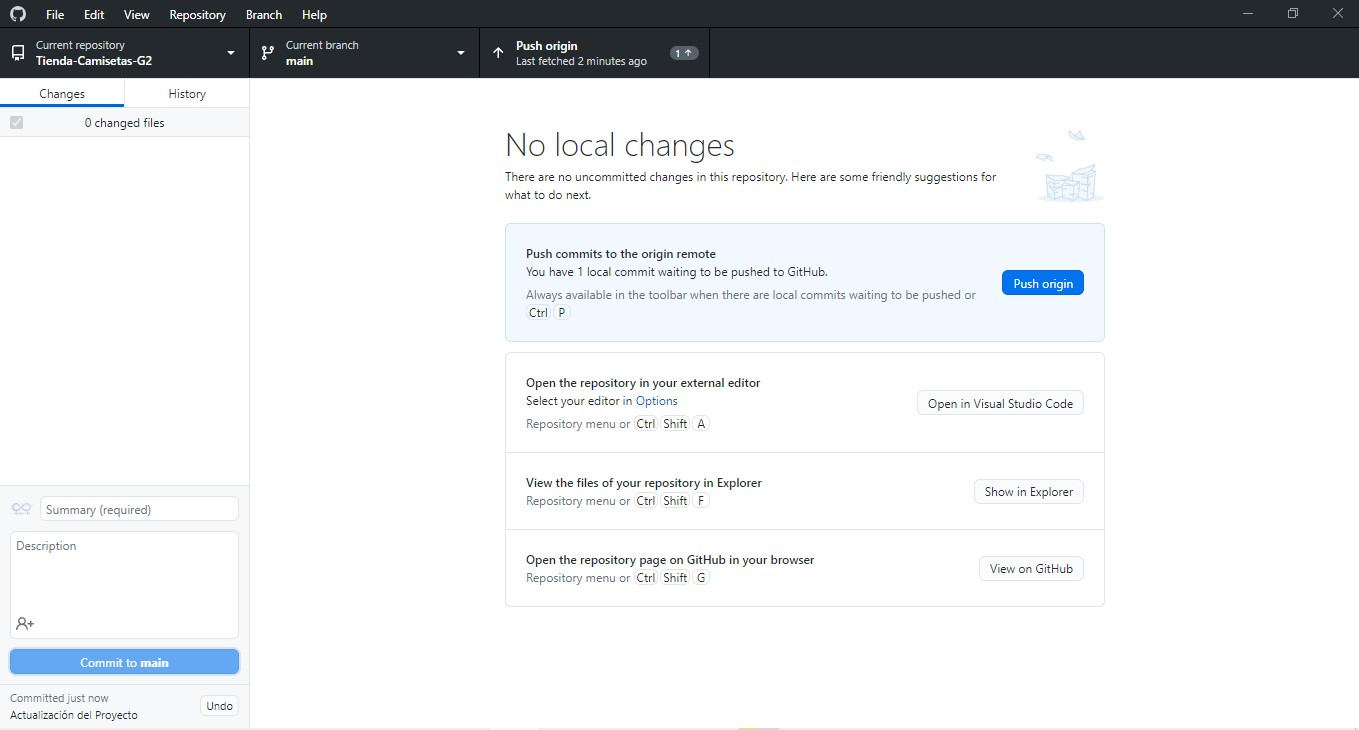 File Edit View Repository Branch Help
Current repository
Tienda-Camisetas-G2
Current branch
main
Push origin
Last fetched 2 minutes ago
1
Changes History
0 changed files
No local changes
There are no uncommitted changes in this repository. Here are some friendly suggestions for
what to do next.
Push commits to the origin remote
You have 1 local commit waiting to be pushed to GitHub.
Always available in the toolbar when there are local commits waiting to be pushed or
Ctrl P
Push origin
Open the repository in your external editor
Select your editor in Options
Repository menu or Ctrl Shift A
Open in Visual Studio Code
View the files of your repository in Explorer
Repository menu or Ctrl Shift F
Show in Explorer
Open the repository page on GitHub in your browser
Repository menu or Ctrl Shift G
View on GitHub
Summary (required)
Description
Commit to main
Committed just now
Actualización del Proyecto
Undo